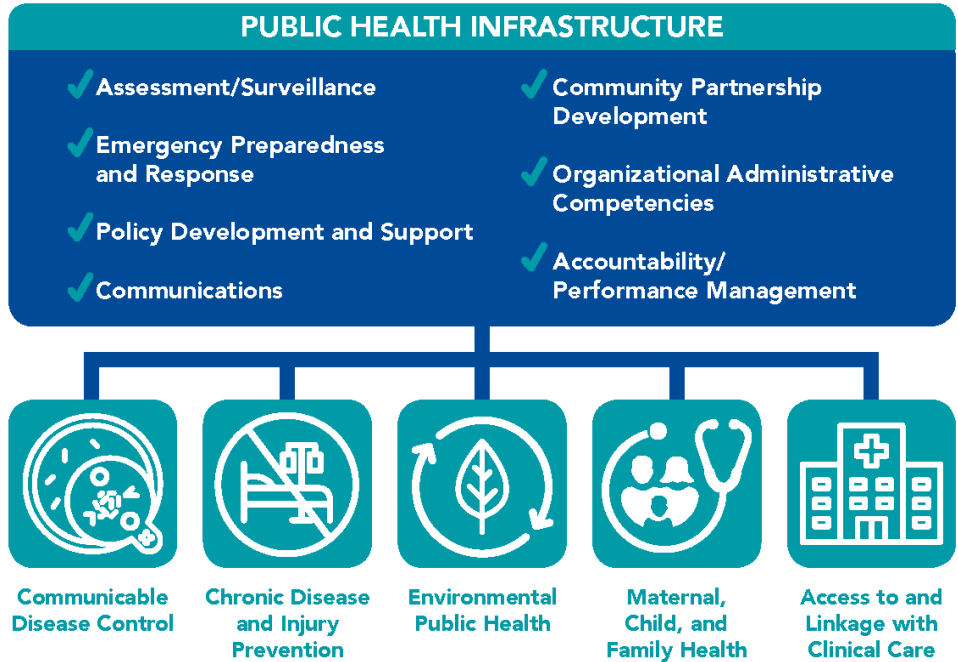 PUBLIC HEALTH INFRASTRUCTURE
Assessment/Surveillance
Emergency Preparedness
and Response
Policy Development and Support
Communications
Community Partnership
Development
Organizational Administrative
Competencies
Accountability/
Performance Management
Communicable
Disease Control
Chronic Disease
and Injury
Prevention
Environmental
Public Health
Maternal,
Child, and
Family Health
Access to and
Linkage with
Clinical Care